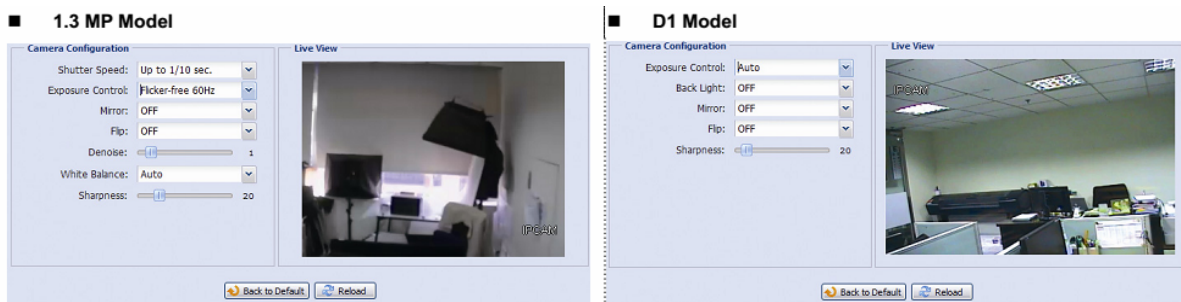 ■ 1.3 MP Model
Camera Configuration
Shutter Speed: Up to 1/10 sec.
Exposure Control: Flicker-free 60Hz
Mirror: OFF
Flip: OFF
Denoise: 1
White Balance: Auto
Sharpness: 20
Live View
IPCAM
Back to Default Reload
■ D1 Model
Camera Configuration
Exposure Control: Auto
Back Light: OFF
Mirror: OFF
Flip: OFF
Sharpness: 20
Live View
IPCAM
Back to Default Reload